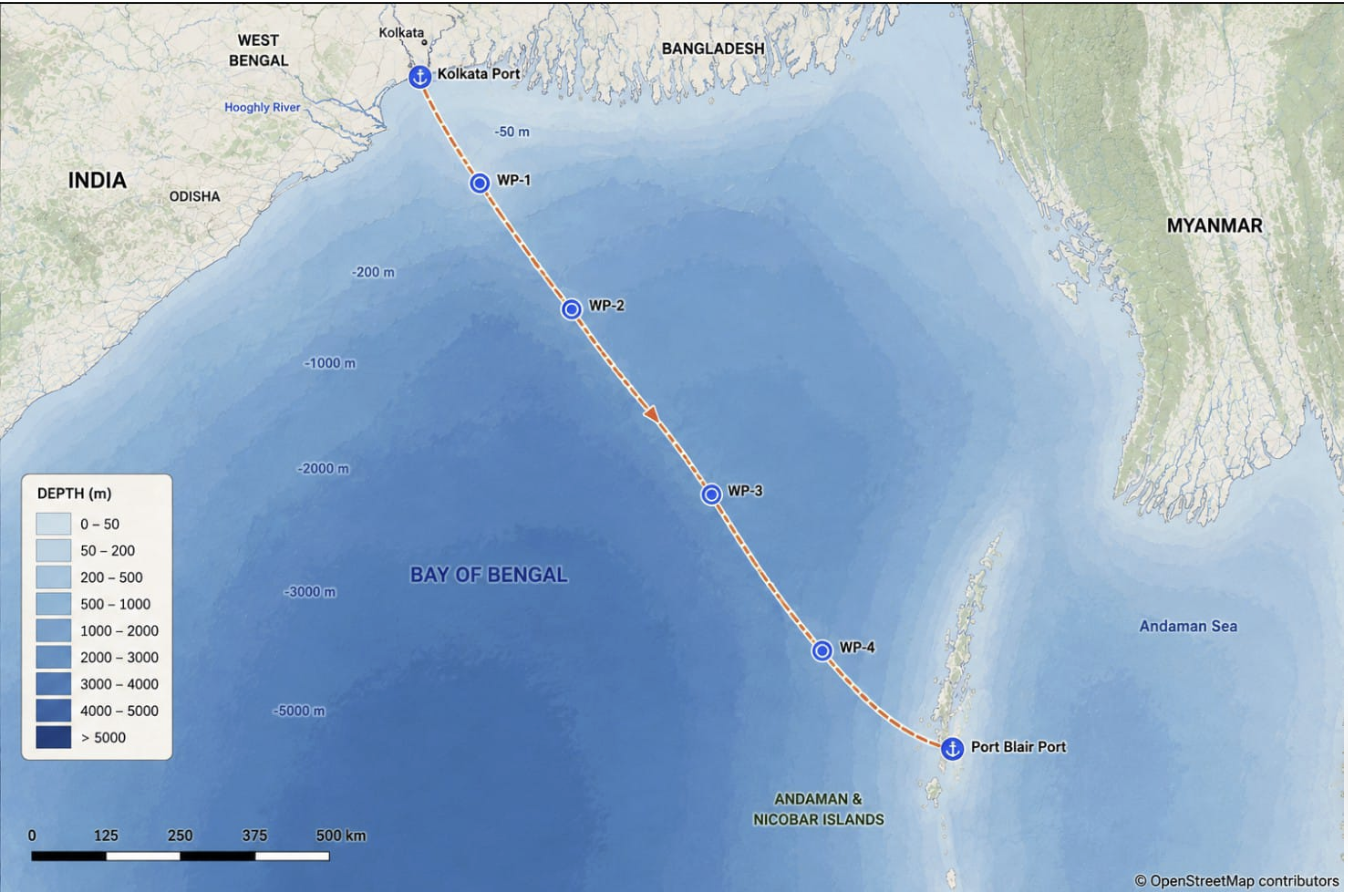 Kolkata
WEST
BENGAL
BANGLADESH
Kolkata Port
Hooghly River
-50 m
INDIA
WP-1
ODISHA
MYANMAR
-200 m
WP-2
-1000 m
-2000 m
WP-3
DEPTH (m)
0 – 50
50 – 200
200 – 500
500 – 1000
1000 – 2000
2000 – 3000
3000 – 4000
4000 – 5000
> 5000
BAY OF BENGAL
-3000 m
Andaman Sea
WP-4
-5000 m
Port Blair Port
ANDAMAN &
NICOBAR ISLANDS
0 125 250 375 500 km
© OpenStreetMap contributors